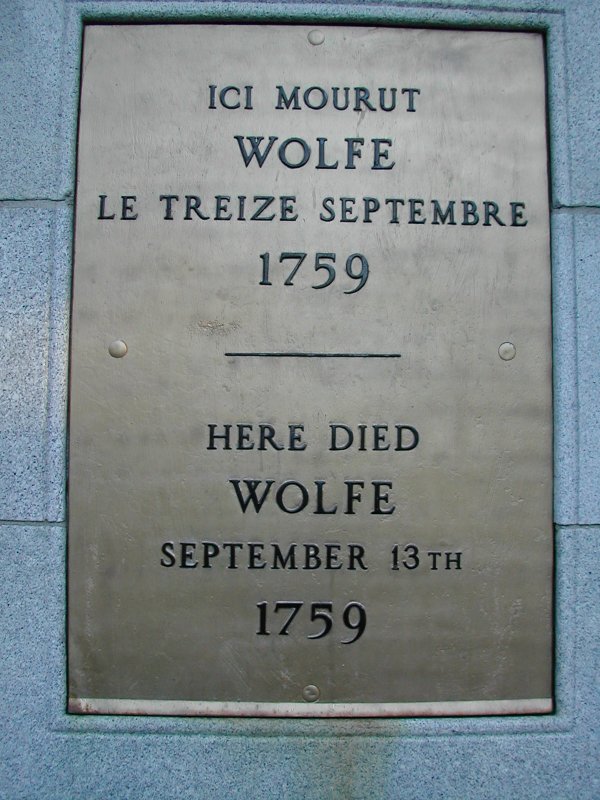 ICI MOURUT
WOLFE
LE TREIZE SEPTEMBRE
1759
HERE DIED
WOLFE
SEPTEMBER 13TH
1759